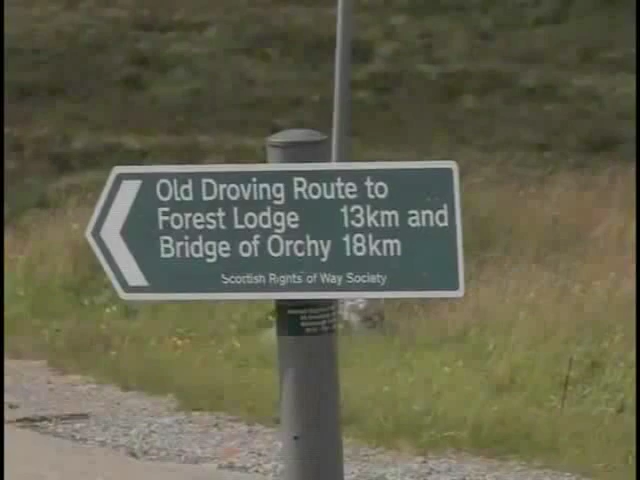 Old Droving Route to
Forest Lodge 13km and
Bridge of Orchy 18km
Scottish Rights of Way Society